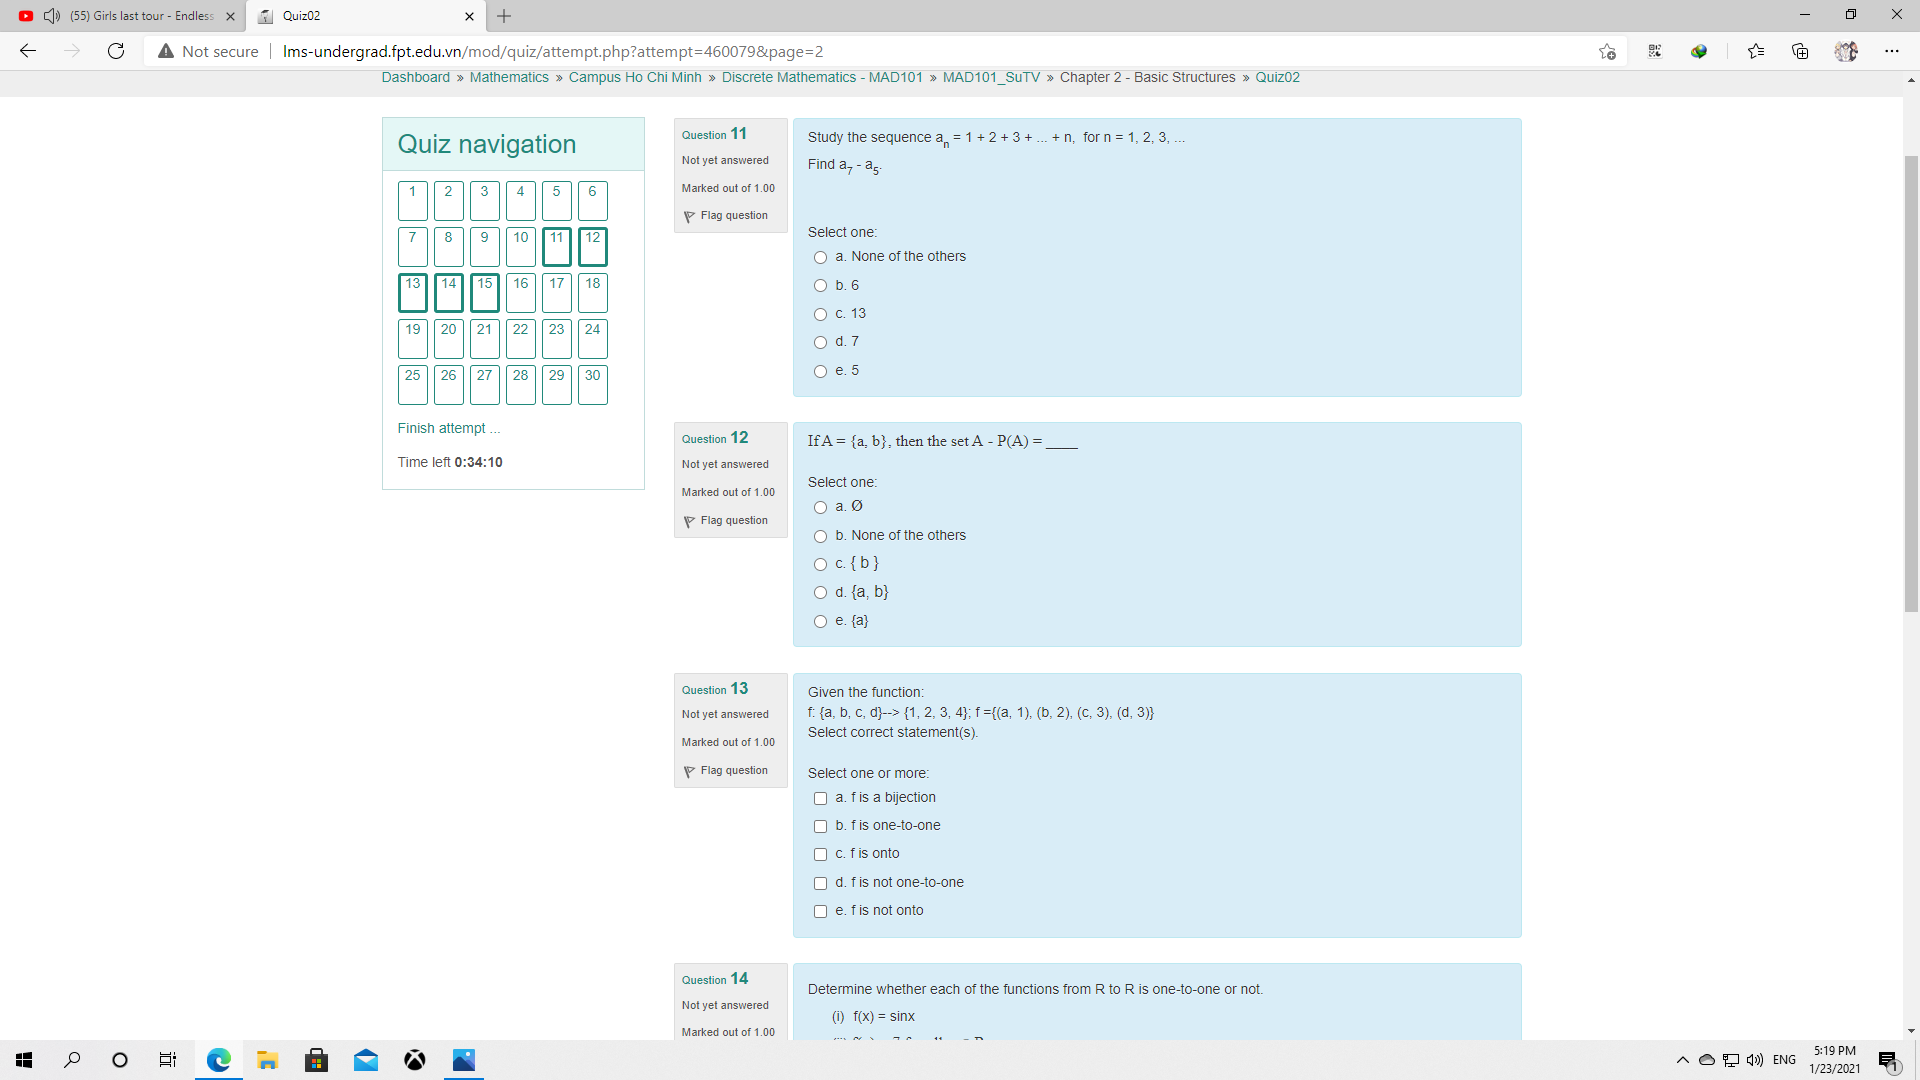 (55) Girls last tour - Endless
Quiz02
Not secure
lms-undergrad.fpt.edu.vn/mod/quiz/attempt.php?attempt=460079&page=2
Dashboard » Mathematics » Campus Ho Chi Minh » Discrete Mathematics - MAD101 » MAD101_SuTV » Chapter 2 - Basic Structures » Quiz02
Quiz navigation
1 2 3 4 5 6
7 8 9 10 11 12
13 14 15 16 17 18
19 20 21 22 23 24
25 26 27 28 29 30
Finish attempt ...
Time left 0:34:10
Question 11
Not yet answered
Marked out of 1.00
Flag question
Study the sequence aₙ = 1 + 2 + 3 + ... + n, for n = 1, 2, 3, ...
Find a₇ - a₅.
Select one:
a. None of the others
b. 6
c. 13
d. 7
e. 5
Question 12
Not yet answered
Marked out of 1.00
Flag question
If A = {a, b}, then the set A - P(A) = ____
Select one:
a. Ø
b. None of the others
c. { b }
d. {a, b}
e. {a}
Question 13
Not yet answered
Marked out of 1.00
Flag question
Given the function:
f: {a, b, c, d}--> {1, 2, 3, 4}; f ={(a, 1), (b, 2), (c, 3), (d, 3)}
Select correct statement(s).
Select one or more:
a. f is a bijection
b. f is one-to-one
c. f is onto
d. f is not one-to-one
e. f is not onto
Question 14
Not yet answered
Marked out of 1.00
Determine whether each of the functions from R to R is one-to-one or not.
(i) f(x) = sinx
ENG
5:19 PM
1/23/2021
1